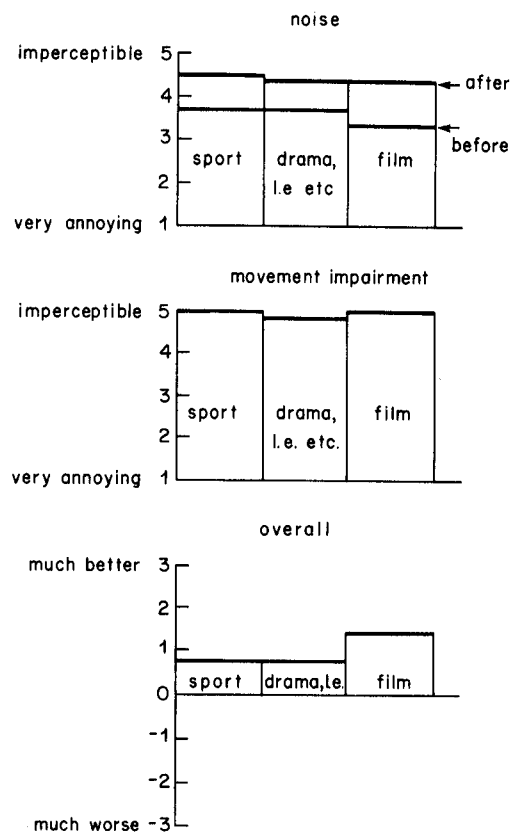 noise
imperceptible 5
4
after
3
before
sport drama, film
l.e etc
2
very annoying 1
movement impairment
imperceptible 5
4
3
sport drama, film
l.e. etc.
2
very annoying 1
overall
much better 3
2
1
sport drama,l.e. film
0
-1
-2
much worse -3